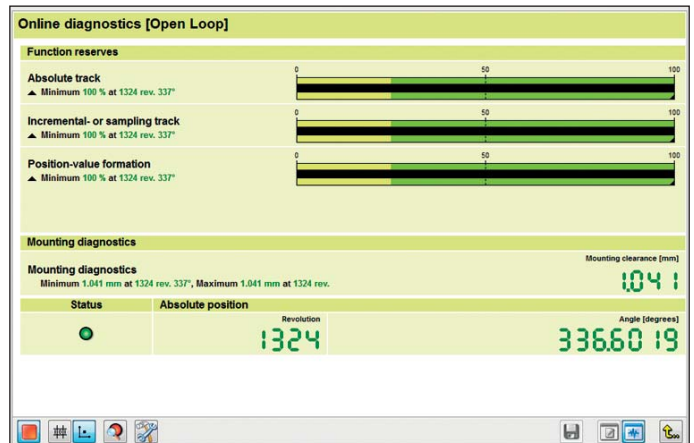 Online diagnostics [Open Loop]
Function reserves
0 50 100
Absolute track
Minimum 100 % at 1324 rev. 337°
0 50 100
Incremental- or sampling track
Minimum 100 % at 1324 rev. 337°
0 50 100
Position-value formation
Minimum 100 % at 1324 rev. 337°
Mounting diagnostics
Mounting clearance [mm]
Mounting diagnostics
Minimum 1.041 mm at 1324 rev. 337°, Maximum 1.041 mm at 1324 rev.
1.041
Status Absolute position
Revolution Angle [degrees]
1324 336.6019